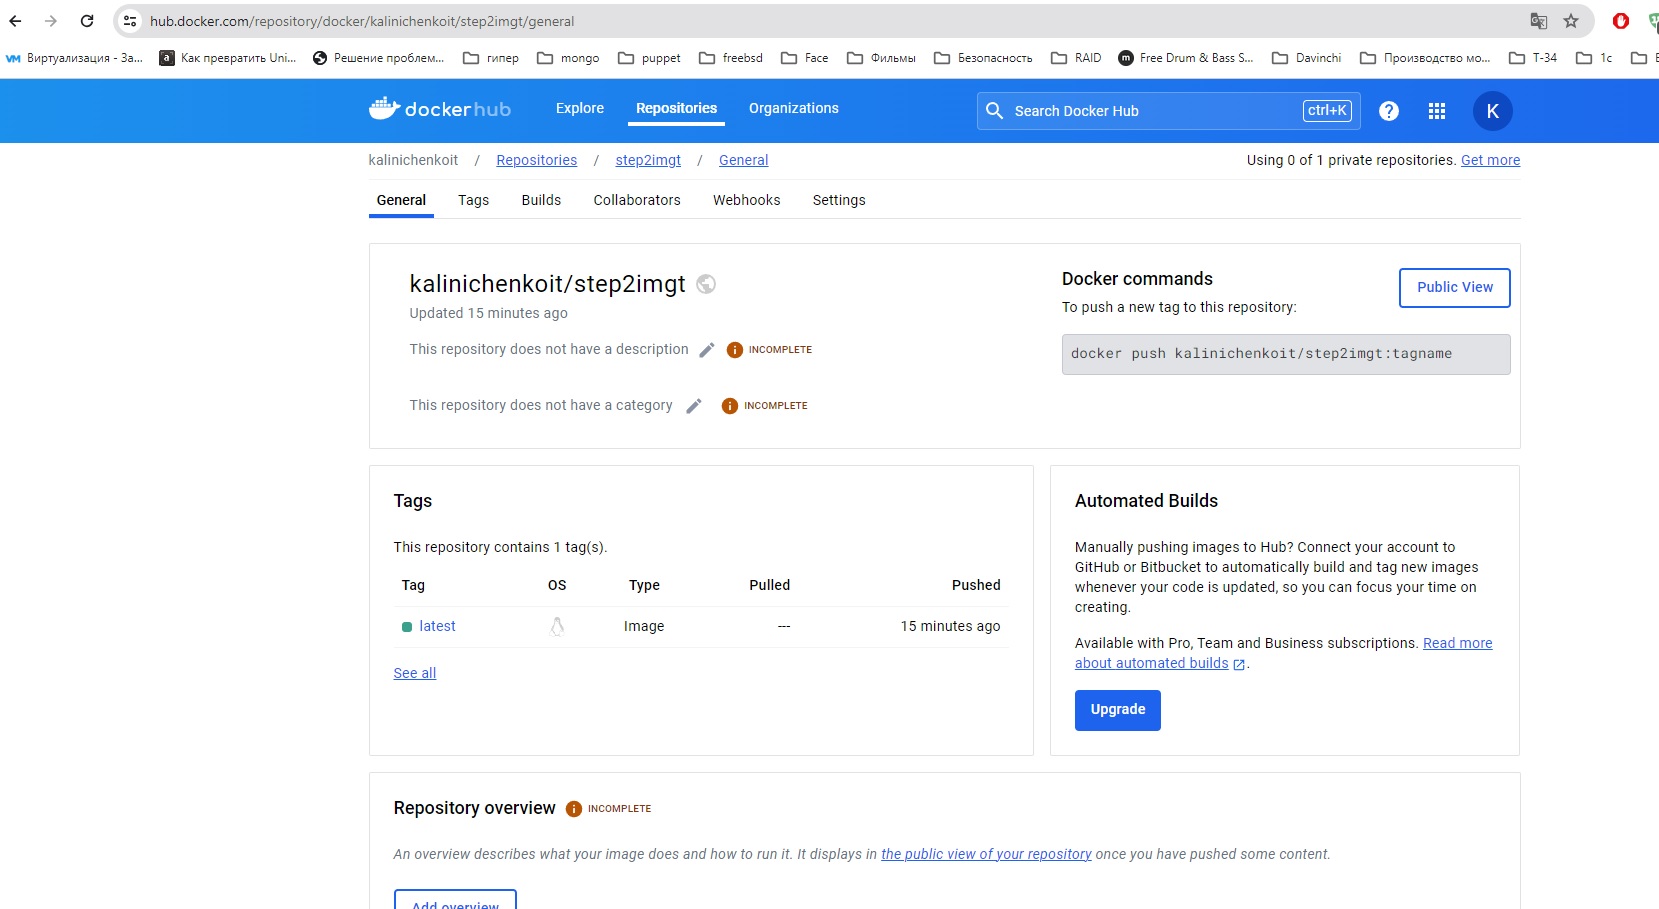 hub.docker.com/repository/docker/kalinichenkoit/step2imgt/general
Виртуализация - За... Как превратить Uni... Решение проблем... гипер mongo puppet freebsd Face Фильмы Безопасность RAID Free Drum & Bass S... Davinchi Производство мо... T-34 1c
dockerhub Explore Repositories Organizations Search Docker Hub ctrl+K ? K
kalinichenkoit / Repositories / step2imgt / General Using 0 of 1 private repositories. Get more
General Tags Builds Collaborators Webhooks Settings
kalinichenkoit/step2imgt
Updated 15 minutes ago
This repository does not have a description INCOMPLETE
This repository does not have a category INCOMPLETE
Docker commands
Public View
To push a new tag to this repository:
docker push kalinichenkoit/step2imgt:tagname
Tags
This repository contains 1 tag(s).
Tag OS Type Pulled Pushed
latest Image --- 15 minutes ago
See all
Automated Builds
Manually pushing images to Hub? Connect your account to
GitHub or Bitbucket to automatically build and tag new images
whenever your code is updated, so you can focus your time on
creating.
Available with Pro, Team and Business subscriptions. Read more
about automated builds .
Upgrade
Repository overview INCOMPLETE
An overview describes what your image does and how to run it. It displays in the public view of your repository once you have pushed some content.
Add overview